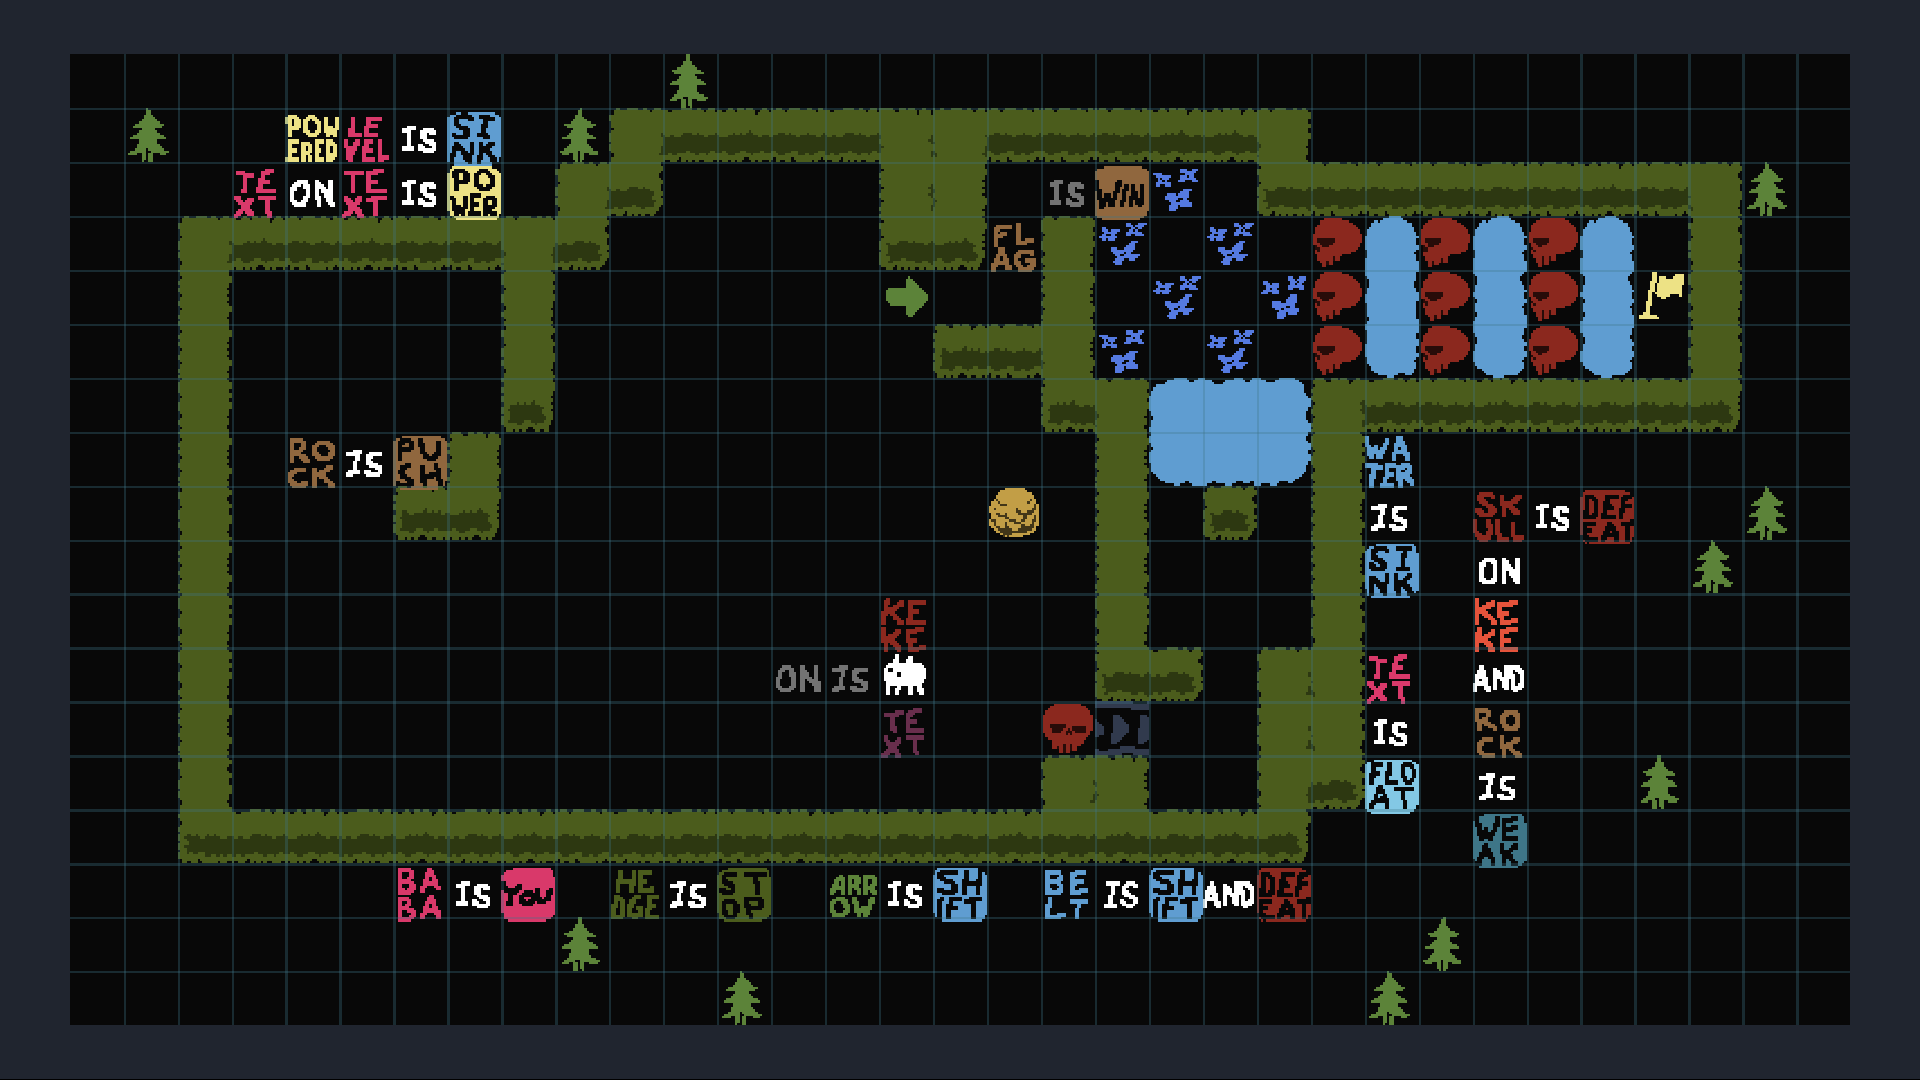 POWERED LEVEL IS SINK
TEXT ON TEXT IS POWER
IS WIN
FLAG
ROCK IS PUSH
WATER
IS
SINK
SKULL IS DEFEAT
ON
KEKE
AND
ROCK
IS
WEAK
KEKE
ON IS
TEXT
TEXT
IS
FLOAT
BABA IS YOU
HEDGE IS STOP
ARROW IS SHIFT
BELT IS SHIFT AND DEFEAT